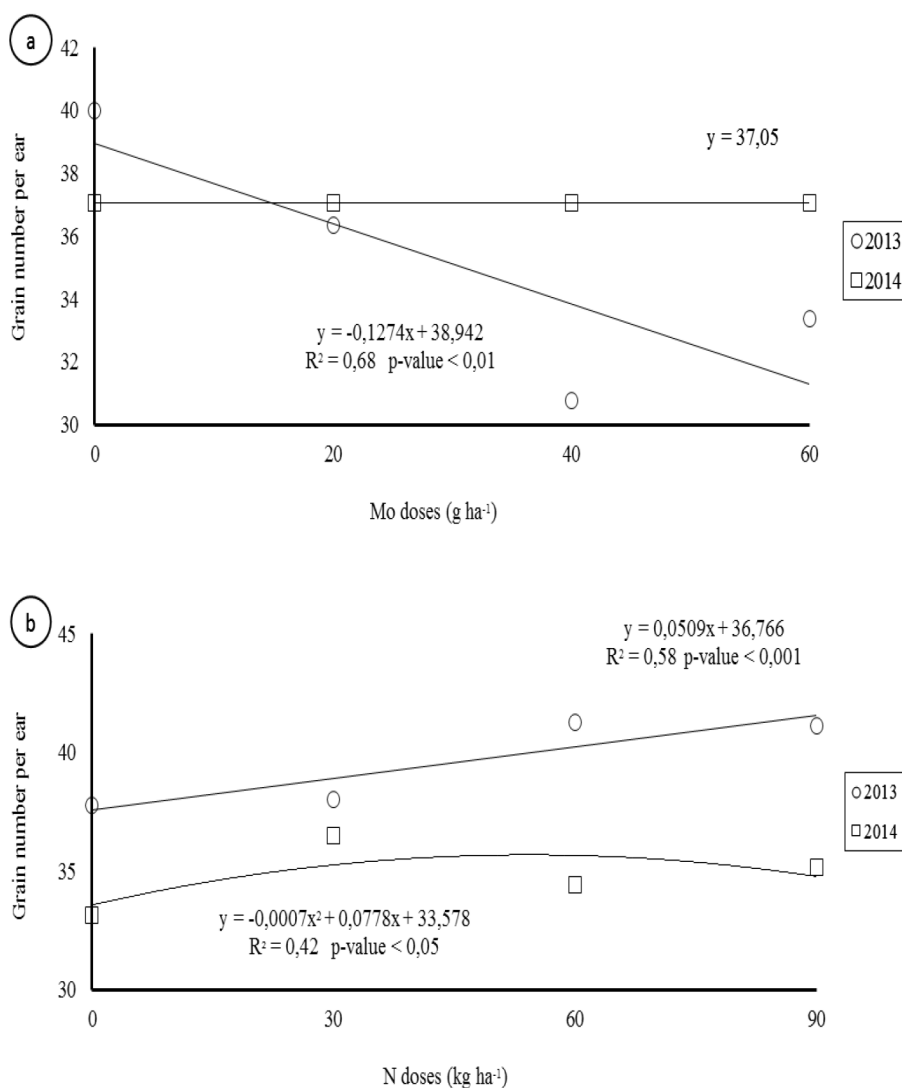 a
42
40
38
36
34
32
30
Grain number per ear
y = 37,05
2013
2014
y = -0,1274x + 38,942
R² = 0,68 p-value < 0,01
0 20 40 60
Mo doses (g ha⁻¹)
b
45
40
35
30
Grain number per ear
y = 0,0509x + 36,766
R² = 0,58 p-value < 0,001
2013
2014
y = -0,0007x² + 0,0778x + 33,578
R² = 0,42 p-value < 0,05
0 30 60 90
N doses (kg ha⁻¹)